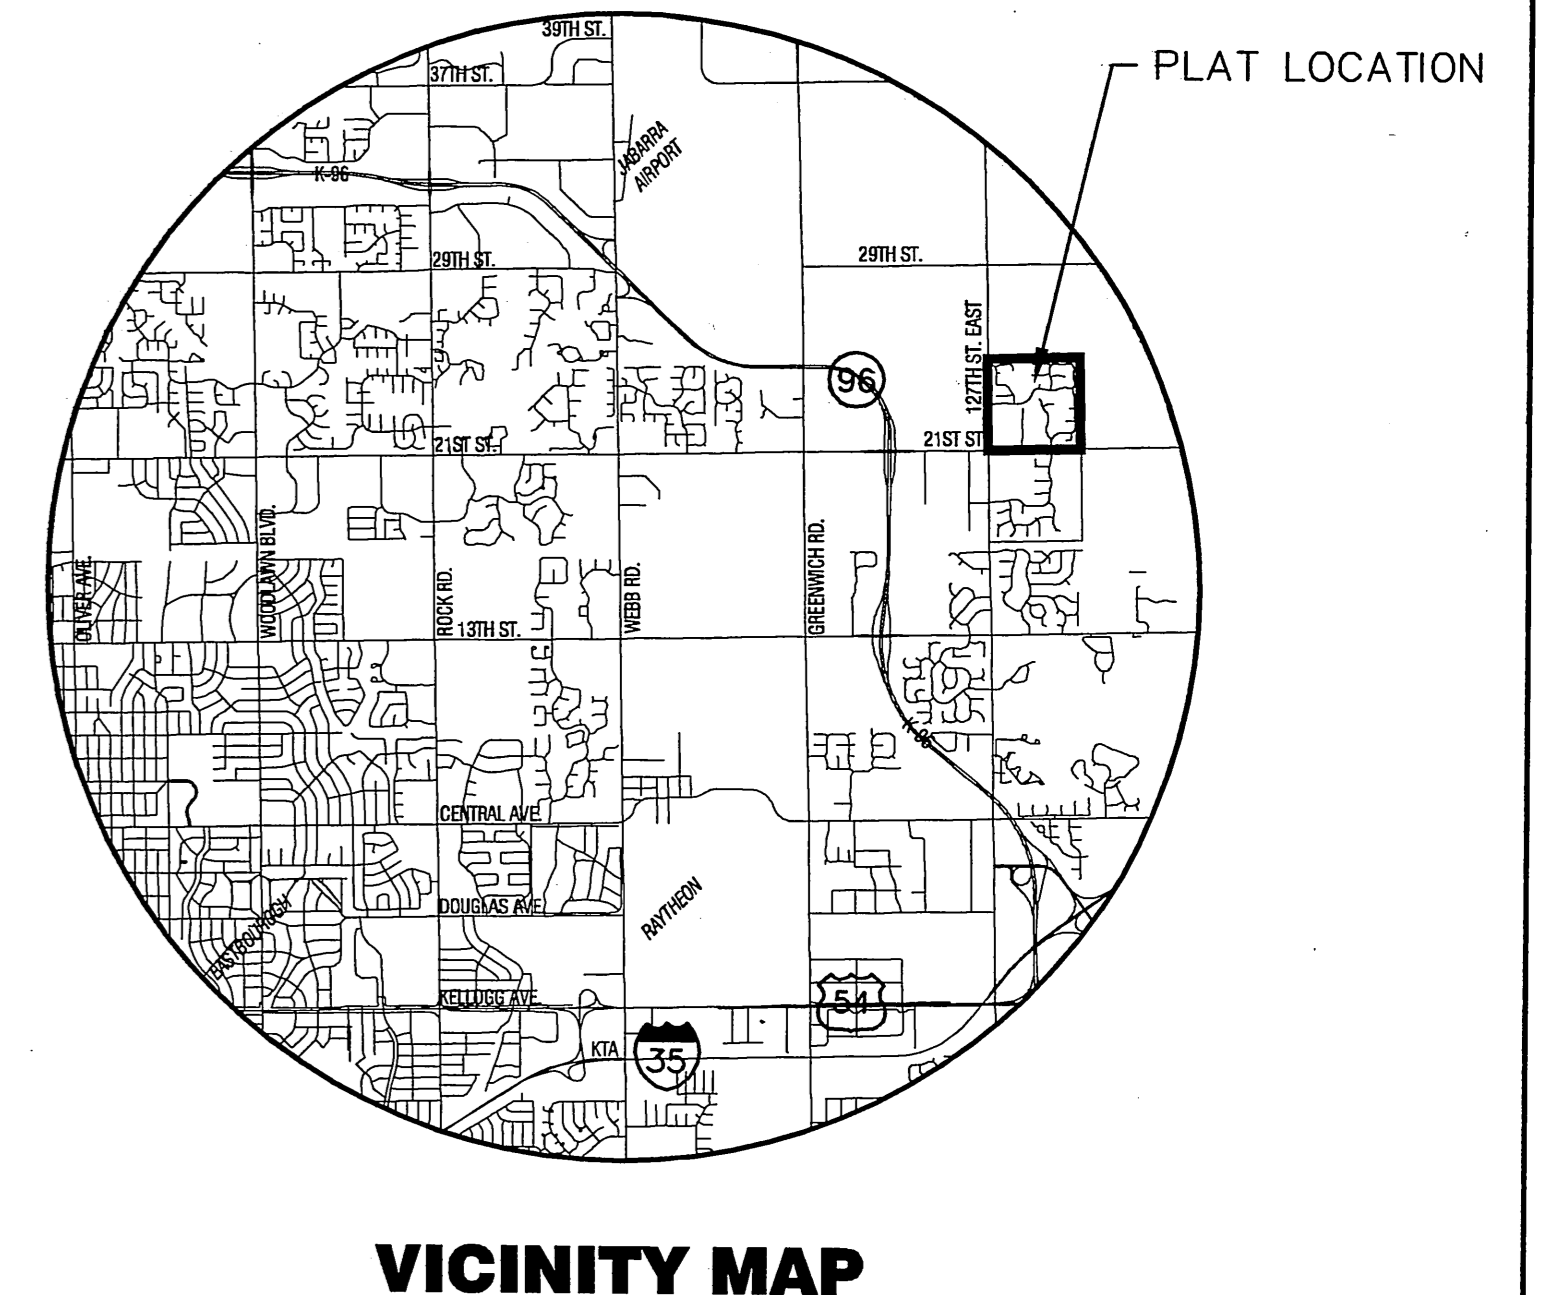 39TH ST.
PLAT LOCATION
37TH ST.
JABARRA
AIRPORT
K-96
29TH ST.
29TH ST.
127TH ST. EAST
96
21ST ST.
21ST ST
OLIVER AVE.
WOODLAWN BLVD.
ROCK RD.
WEBB RD.
GREENWICH RD.
13TH ST.
K-96
CENTRAL AVE.
DOUGLAS AVE.
RAYTHEON
EASTBOUROGH
KELLOGG AVE.
54
KTA
35
VICINITY MAP